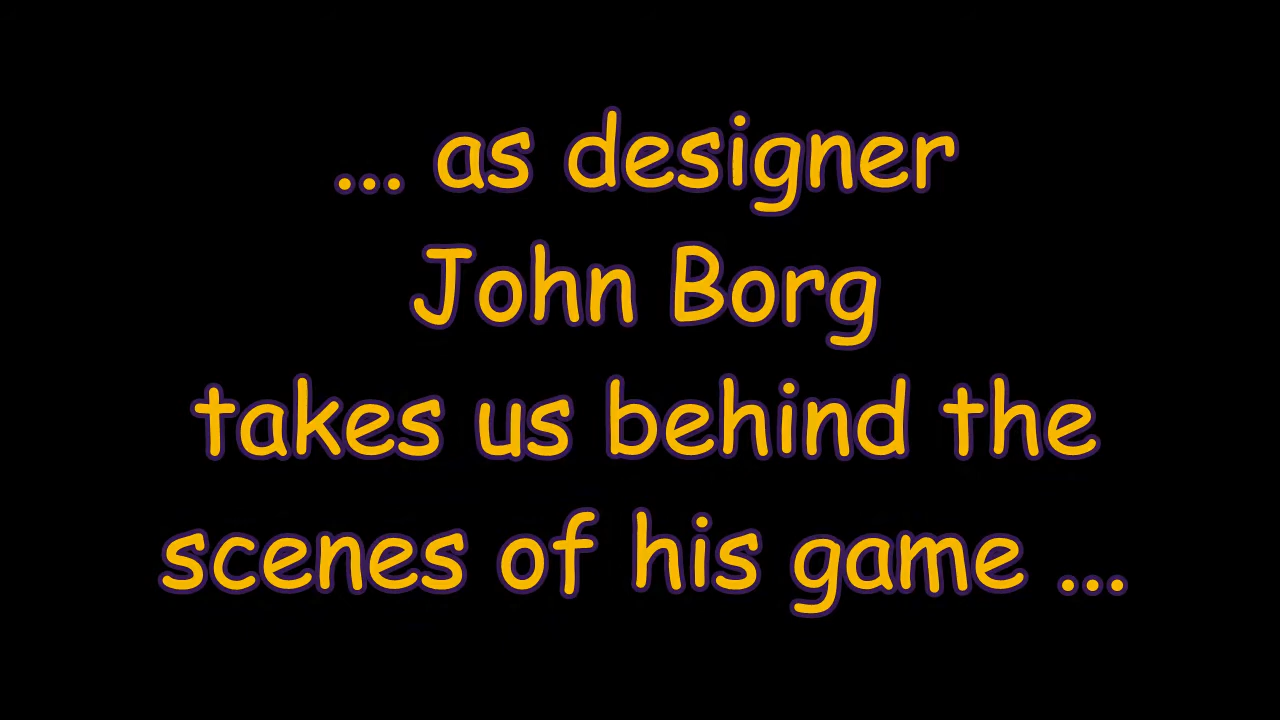 ... as designer
John Borg
takes us behind the
scenes of his game ...